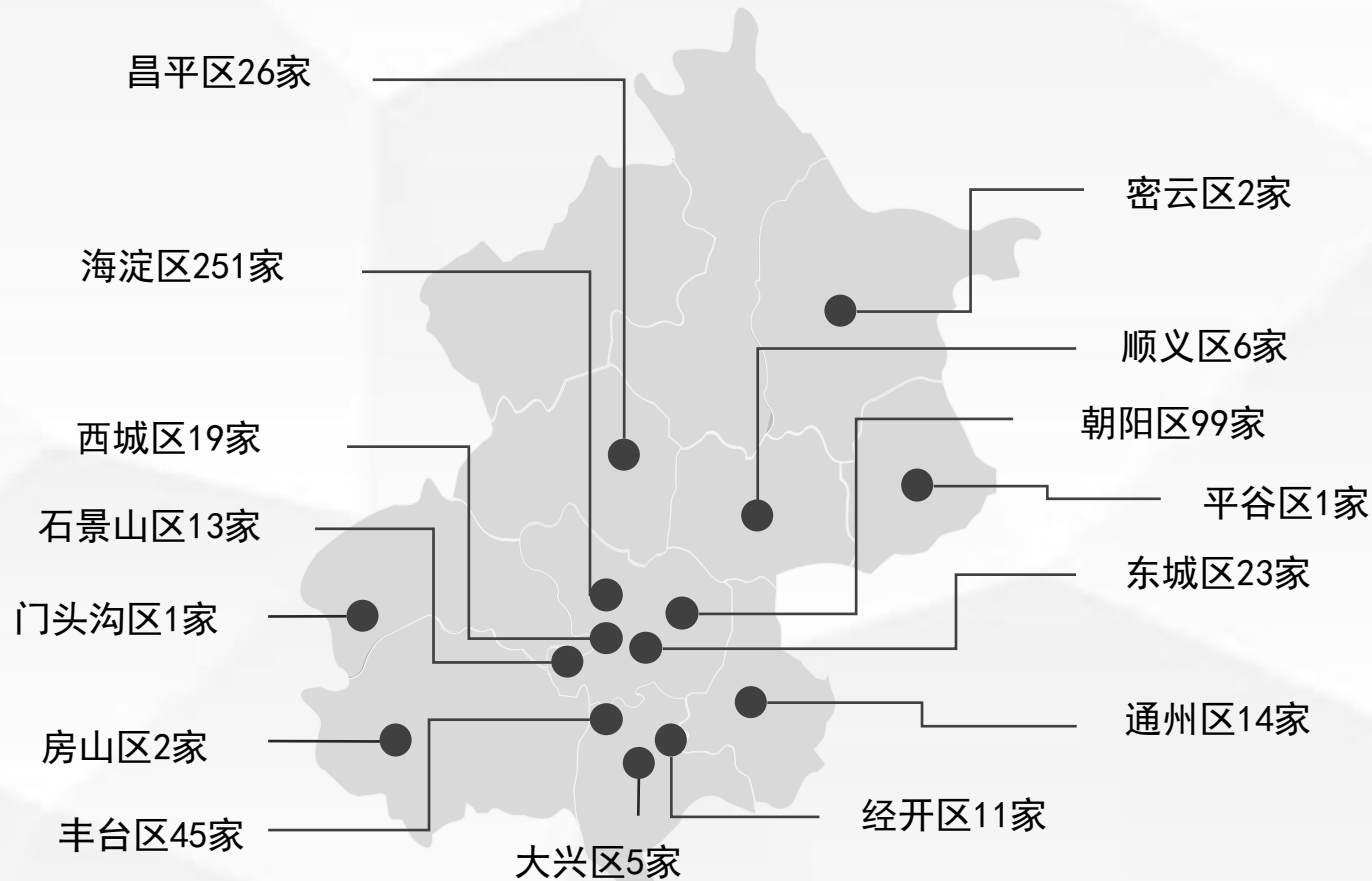 昌平区26家
密云区2家
海淀区251家
顺义区6家
朝阳区99家
西城区19家
平谷区1家
石景山区13家
东城区23家
门头沟区1家
通州区14家
房山区2家
经开区11家
丰台区45家
大兴区5家